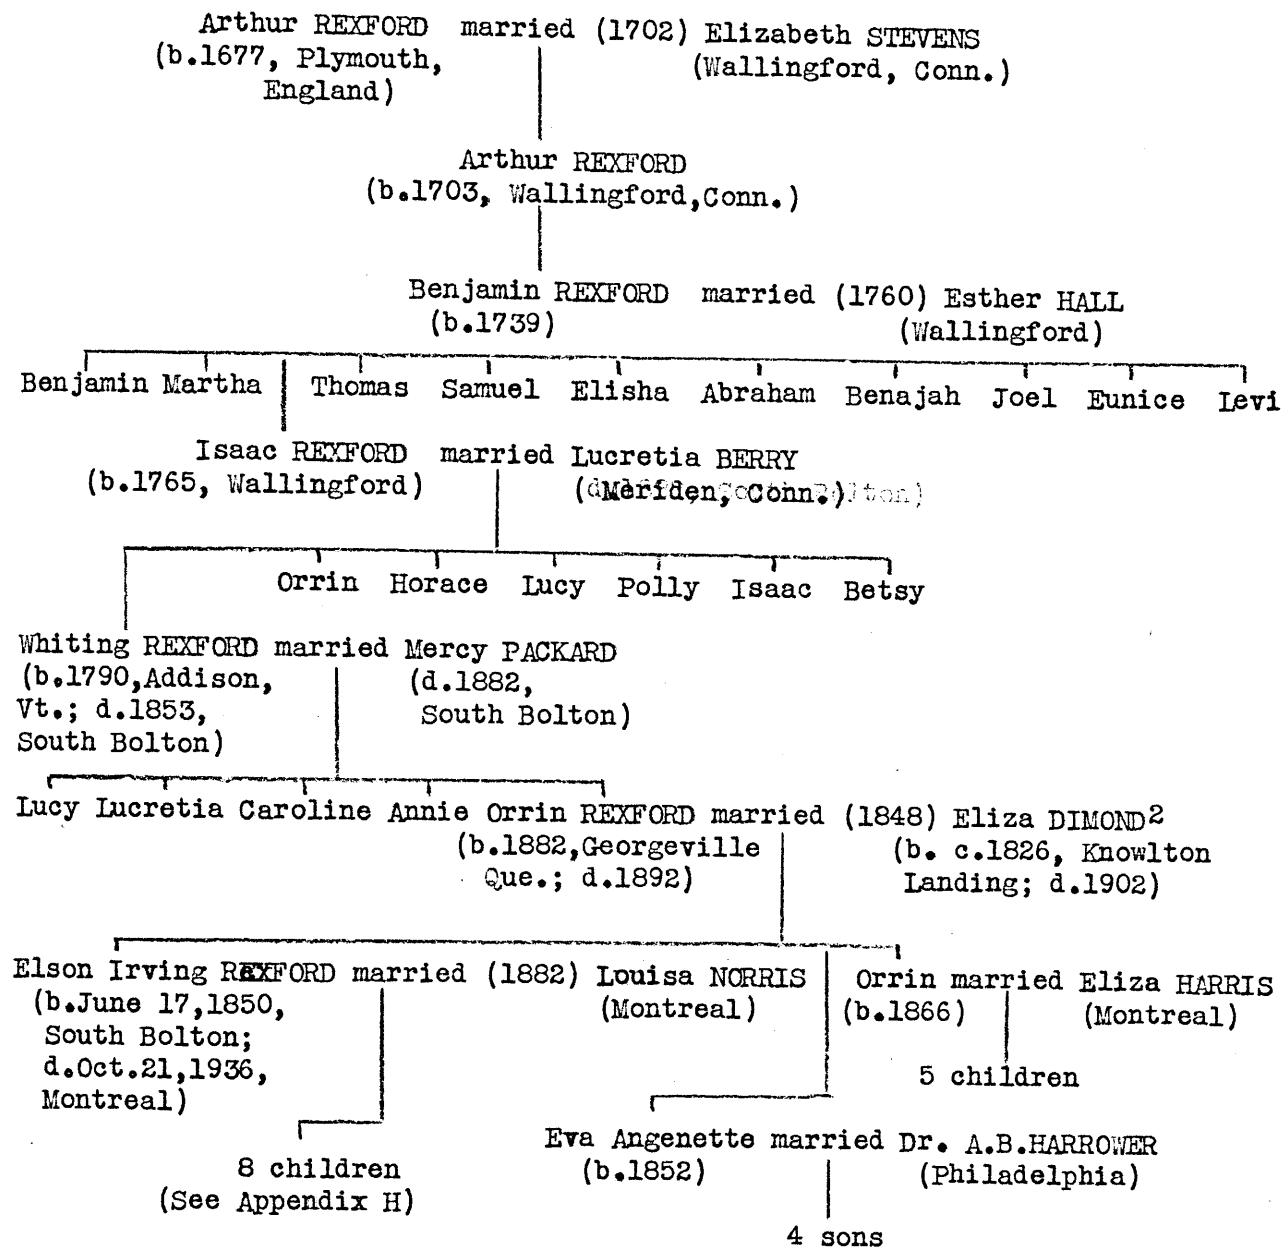 Arthur REXFORD married (1702) Elizabeth STEVENS
(b.1677, Plymouth, England) (Wallingford, Conn.)
Arthur REXFORD
(b.1703, Wallingford,Conn.)
Benjamin REXFORD married (1760) Esther HALL
(b.1739) (Wallingford)
Benjamin Martha Thomas Samuel Elisha Abraham Benajah Joel Eunice Levi
Isaac REXFORD married Lucretia BERRY
(b.1765, Wallingford) (Meriden, Conn.)
Orrin Horace Lucy Polly Isaac Betsy
Whiting REXFORD married Mercy PACKARD
(b.1790,Addison, (d.1882,
Vt.; d.1853, South Bolton)
South Bolton)
Lucy Lucretia Caroline Annie Orrin REXFORD married (1848) Eliza DIMOND2
(b.1882,Georgeville (b. c.1826, Knowlton
Que.; d.1892) Landing; d.1902)
Elson Irving REXFORD married (1882) Louisa NORRIS Orrin married Eliza HARRIS
(b.June 17,1850, (Montreal) (b.1866) (Montreal)
South Bolton;
d.Oct.21,1936, 5 children
Montreal)
Eva Angenette married Dr. A.B.HARROWER
8 children (b.1852) (Philadelphia)
(See Appendix H)
4 sons